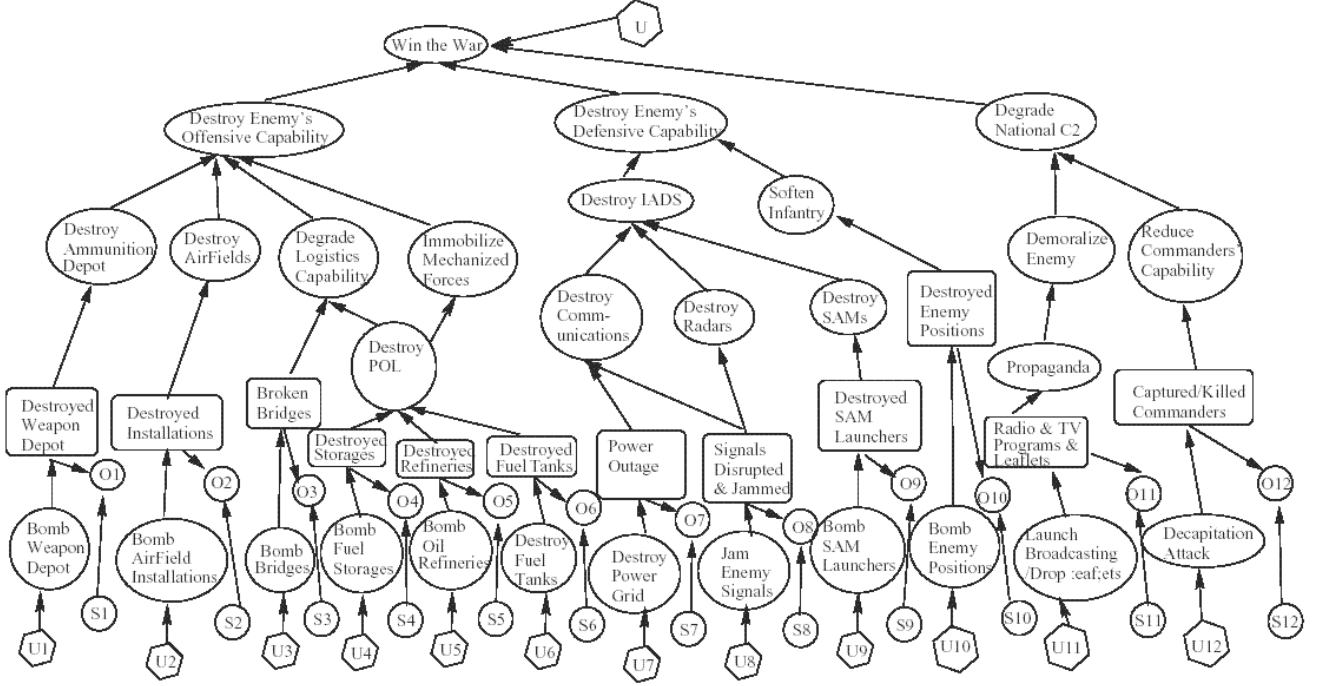 U
Win the War
Destroy Enemy's
Offensive Capability
Destroy Enemy's
Defensive Capability
Degrade
National C2
Destroy IADS
Soften
Infantry
Destroy
Ammunition
Depot
Destroy
AirFields
Degrade
Logistics
Capability
Immobilize
Mechanized
Forces
Demoralize
Enemy
Reduce
Commanders'
Capability
Destroy
Comm-
unications
Destroy
Radars
Destroy
SAMs
Destroyed
Enemy
Positions
Destroy
POL
Propaganda
Destroyed
Weapon
Depot
Destroyed
Installations
Broken
Bridges
Destroyed
Storages
Destroyed
Refineries
Destroyed
Fuel Tanks
Power
Outage
Signals
Disrupted
& Jammed
Destroyed
SAM
Launchers
Radio & TV
Programs &
Leaflets
Captured/Killed
Commanders
O1
O2
O3
O4
O5
O6
O7
O8
O9
O10
O11
O12
Bomb
Weapon
Depot
Bomb
AirField
Installations
Bomb
Bridges
Bomb
Fuel
Storages
Bomb
Oil
Refineries
Destroy
Fuel
Tanks
Destroy
Power
Grid
Jam
Enemy
Signals
Bomb
SAM
Launchers
Bomb
Enemy
Positions
Launch
Broadcasting
/Drop :eaf;ets
Decapitation
Attack
S1
S2
S3
S4
S5
S6
S7
S8
S9
S10
S11
S12
U1
U2
U3
U4
U5
U6
U7
U8
U9
U10
U11
U12